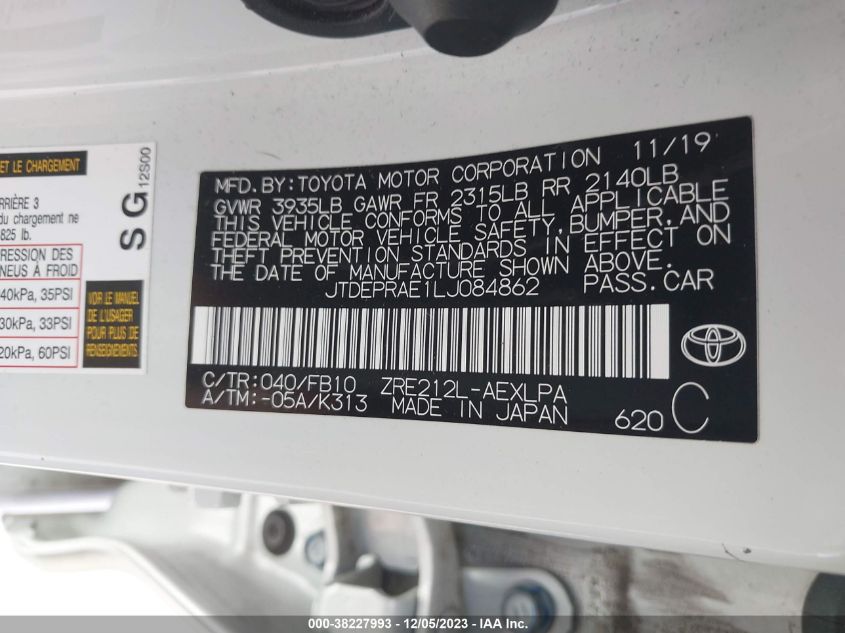 ET LE CHARGEMENT
RRIÈRE 3
du chargement ne
825 lb.
RESSION DES
NEUS À FROID
40kPa, 35PSI
30kPa, 33PSI
20kPa, 60PSI
VOIR LE MANUEL
DE L'USAGER
POUR PLUS DE
RENSEIGNEMENTS
SG 12S00
MFD. BY: TOYOTA MOTOR CORPORATION 11/19
GVWR 3935LB GAWR FR 2315LB RR 2140LB
THIS VEHICLE CONFORMS TO ALL APPLICABLE
FEDERAL MOTOR VEHICLE SAFETY, BUMPER, AND
THEFT PREVENTION STANDARDS IN EFFECT ON
THE DATE OF MANUFACTURE SHOWN ABOVE.
JTDEPRAE1LJ084862 PASS.CAR
C/TR: 040/FB10 ZRE212L-AEXLPA
A/TM: -05A/K313 MADE IN JAPAN
620 C
000-38227993 - 12/05/2023 - IAA Inc.